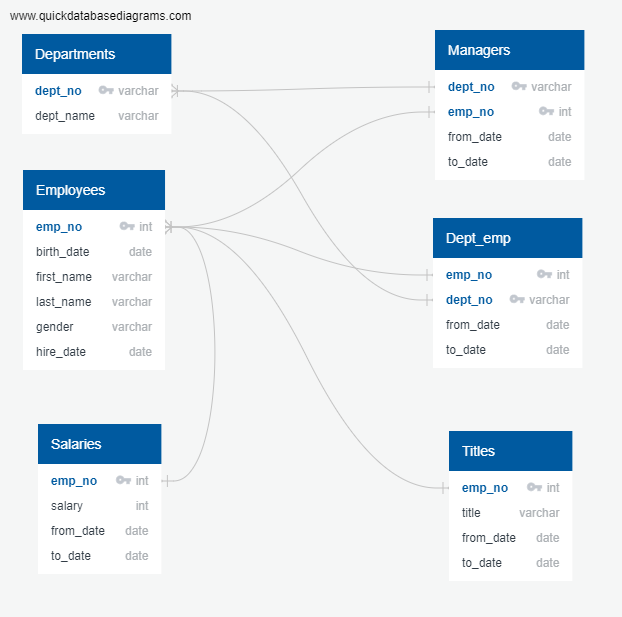 www.quickdatabasediagrams.com
Departments
dept_no varchar
dept_name varchar
Employees
emp_no int
birth_date date
first_name varchar
last_name varchar
gender varchar
hire_date date
Salaries
emp_no int
salary int
from_date date
to_date date
Managers
dept_no varchar
emp_no int
from_date date
to_date date
Dept_emp
emp_no int
dept_no varchar
from_date date
to_date date
Titles
emp_no int
title varchar
from_date date
to_date date